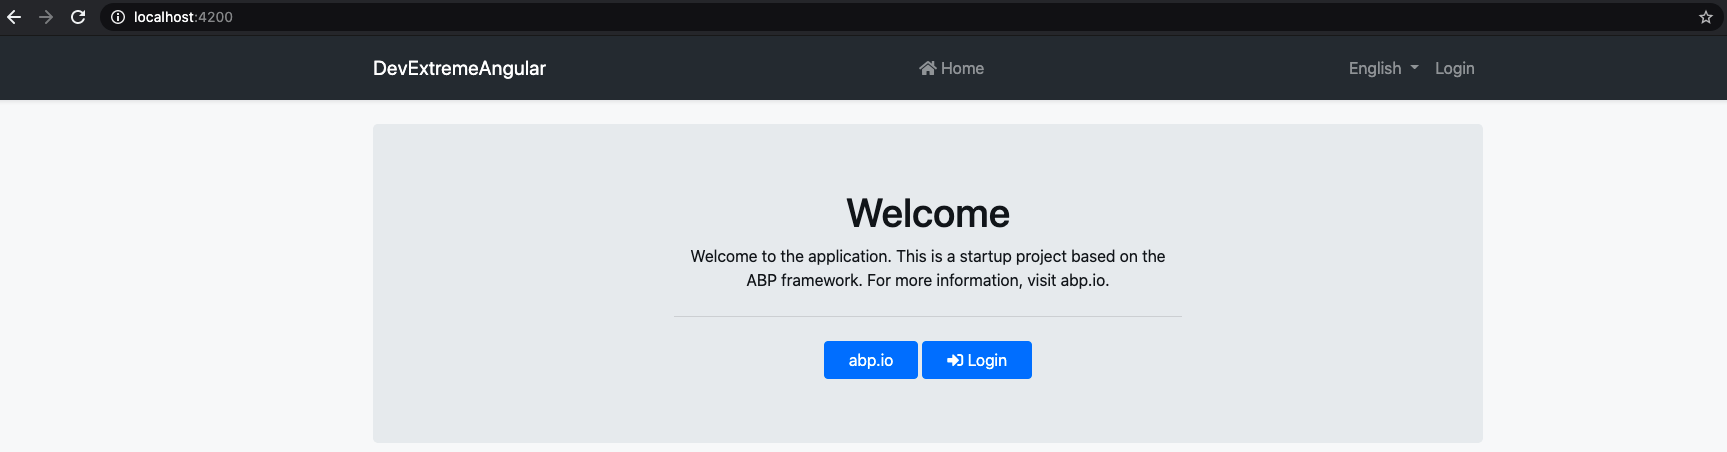 localhost:4200
DevExtremeAngular Home English Login
Welcome
Welcome to the application. This is a startup project based on the
ABP framework. For more information, visit abp.io.
abp.io Login